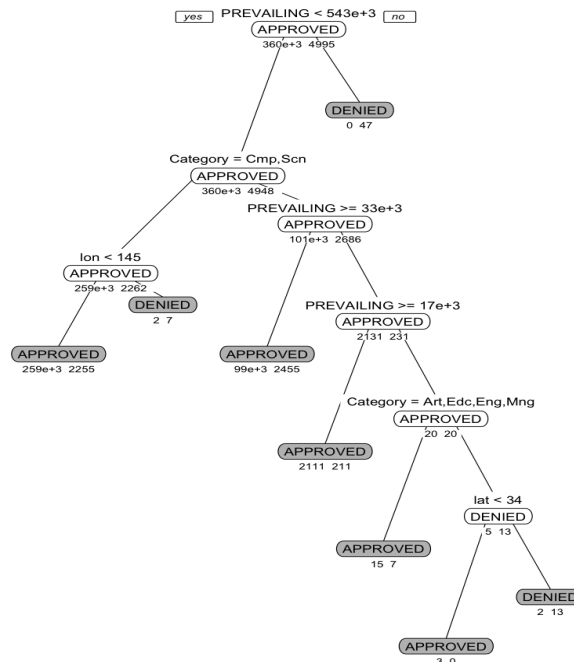 yes PREVAILING < 543e+3 no
APPROVED
360e+3 4995
DENIED
0 47
Category = Cmp,Scn
APPROVED
360e+3 4948
PREVAILING >= 33e+3
APPROVED
101e+3 2686
lon < 145
APPROVED
259e+3 2262
DENIED
2 7
PREVAILING >= 17e+3
APPROVED
2131 231
APPROVED
259e+3 2255
APPROVED
99e+3 2455
Category = Art,Edc,Eng,Mng
APPROVED
20 20
APPROVED
2111 211
lat < 34
DENIED
5 13
APPROVED
15 7
DENIED
2 13
APPROVED
3 0